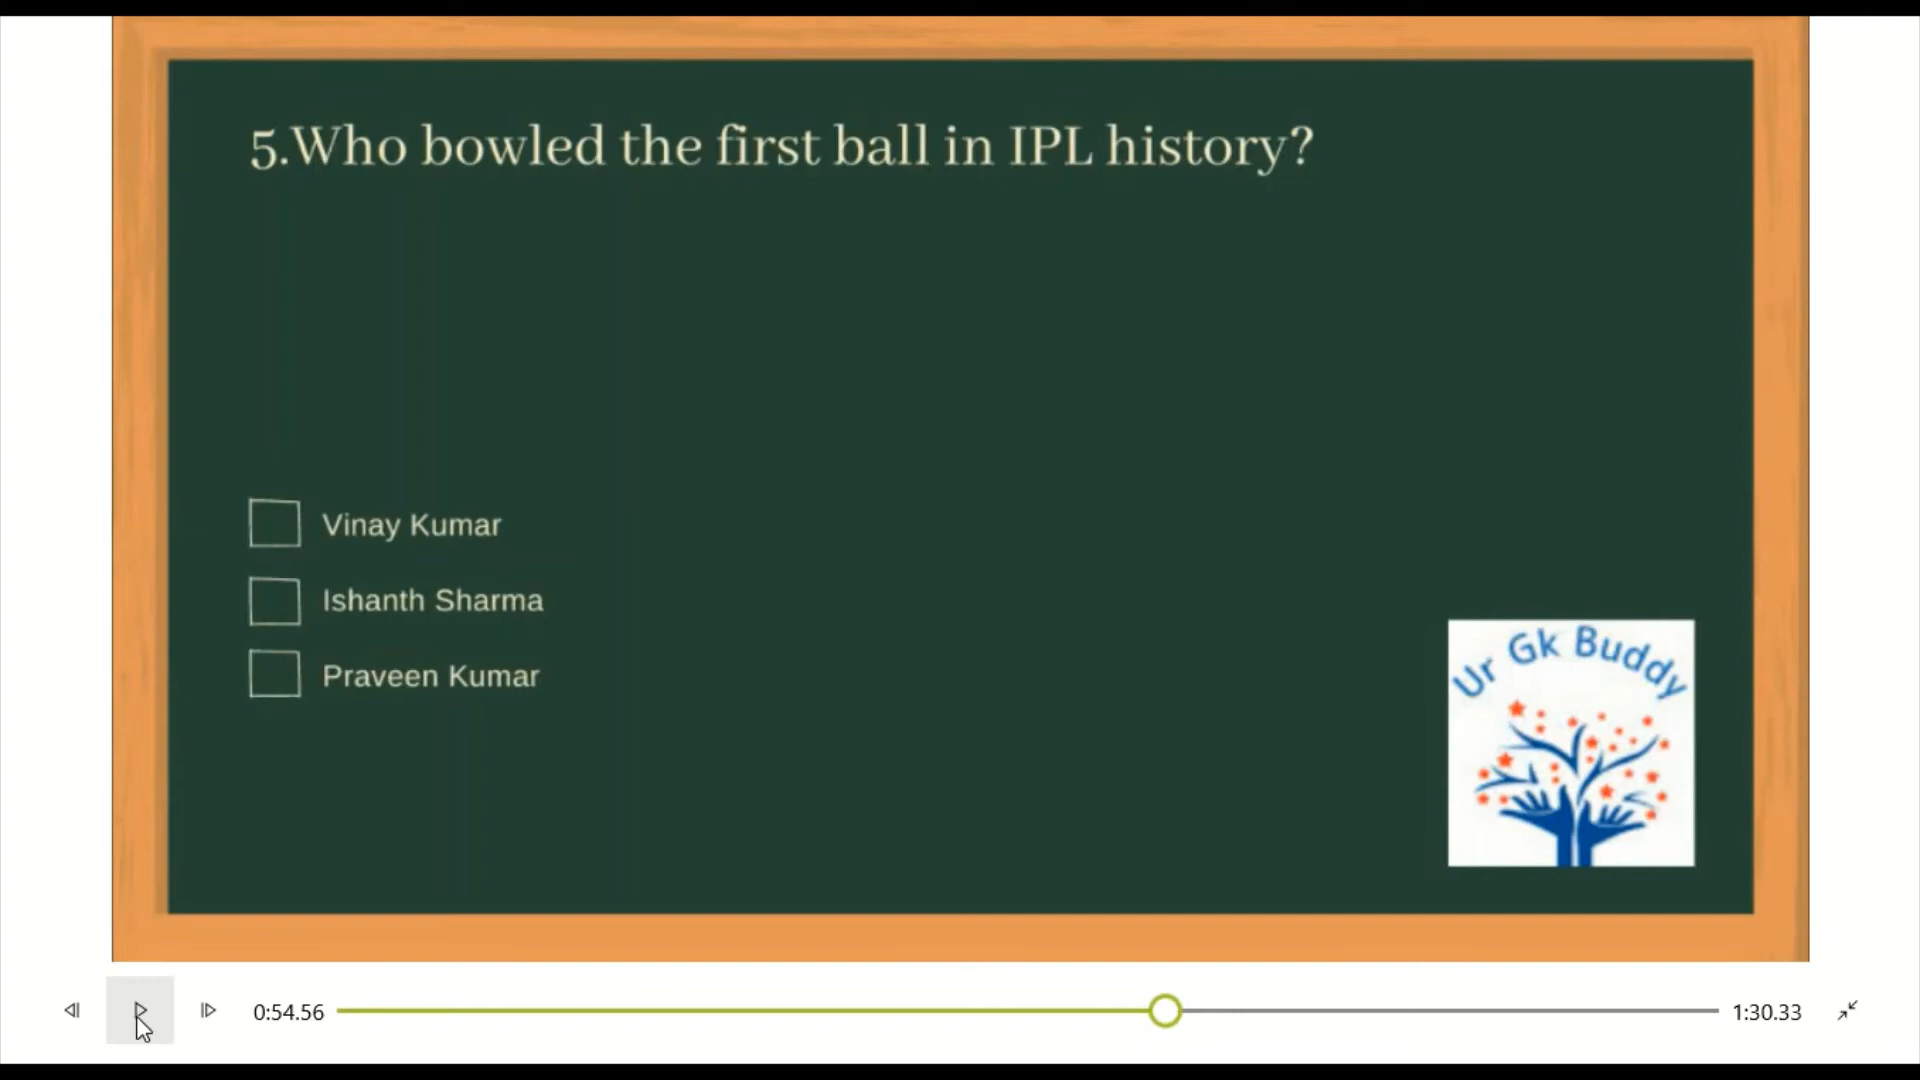 5.Who bowled the first ball in IPL history?
Vinay Kumar
Ishanth Sharma
Praveen Kumar
Ur Gk Buddy
0:54.56
1:30.33